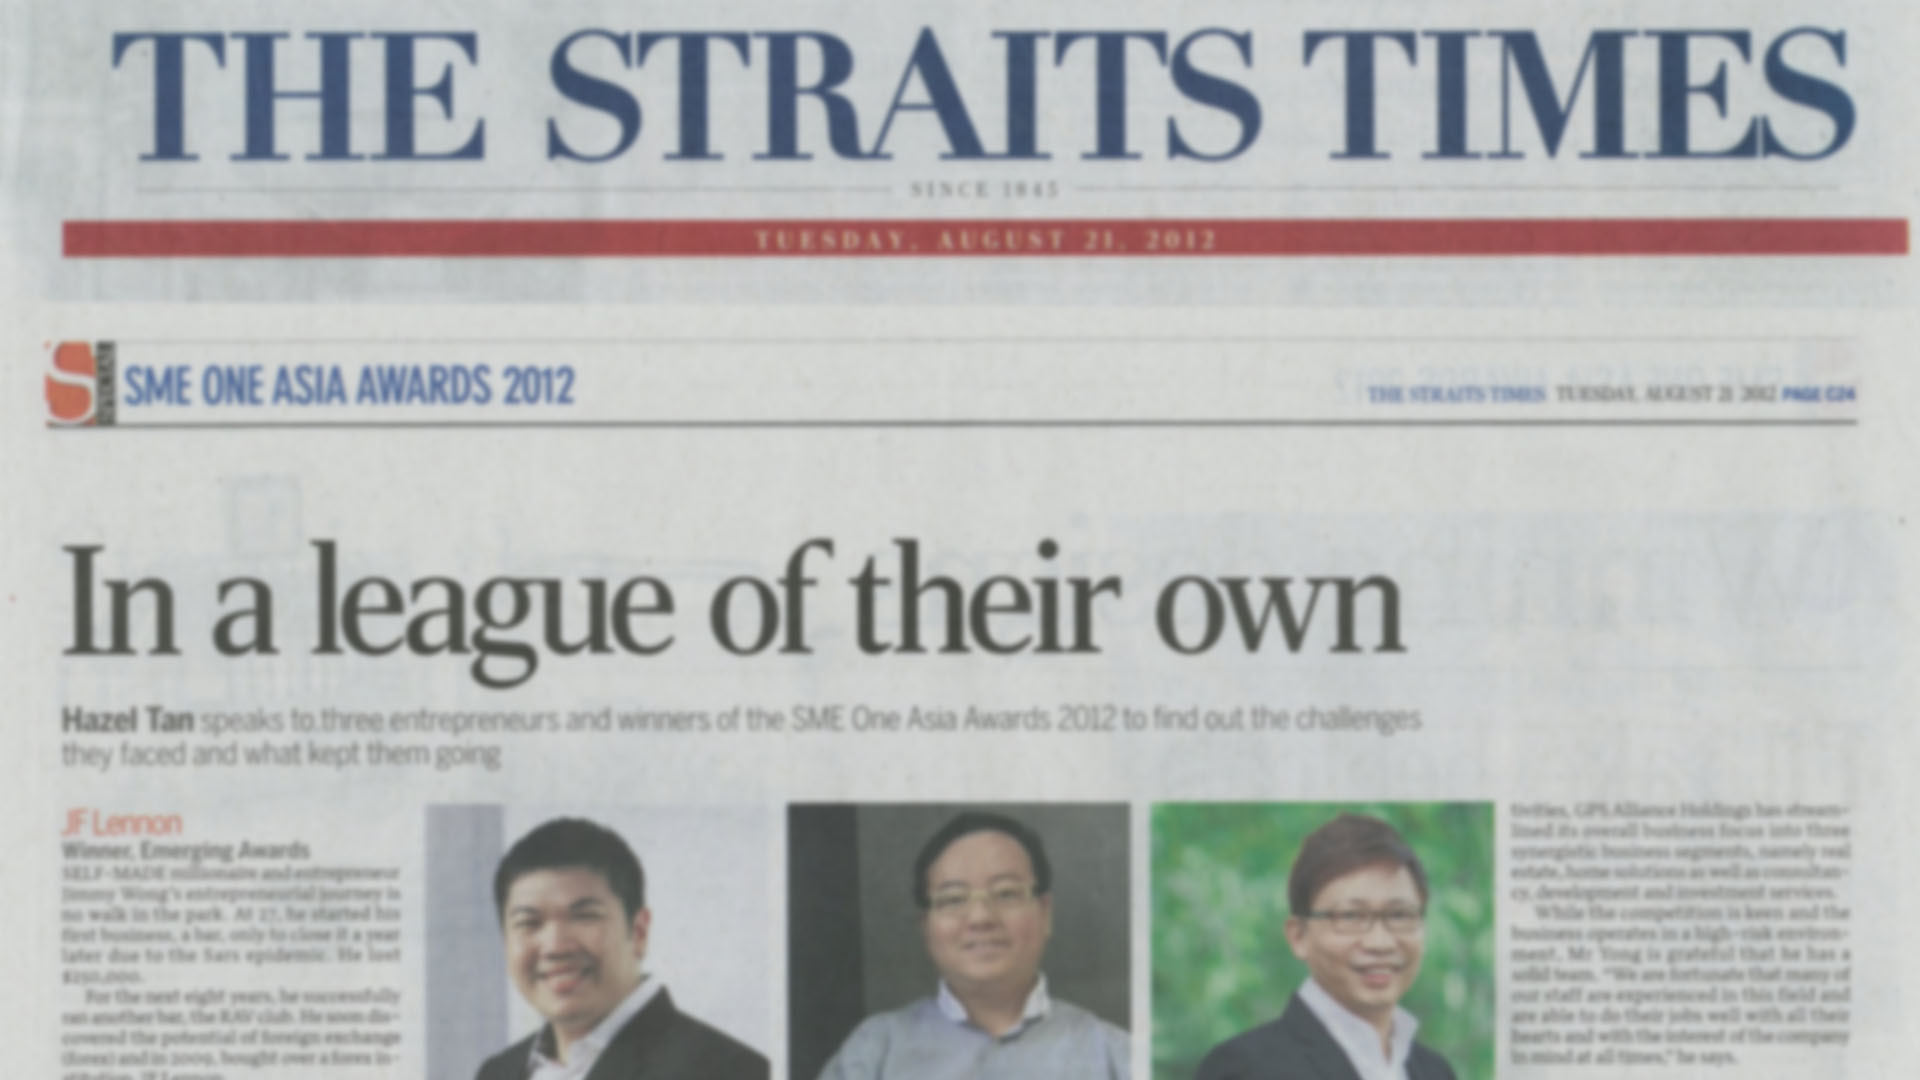 THE STRAITS TIMES
SINCE 1845
TUESDAY, AUGUST 21, 2012
SME ONE ASIA AWARDS 2012
THE STRAITS TIMES TUESDAY, AUGUST 21 2012 PAGE C24
In a league of their own
Hazel Tan speaks to three entrepreneurs and winners of the SME One Asia Awards 2012 to find out the challenges
they faced and what kept them going
JF Lennon
Winner, Emerging Awards
SELF-MADE millionaire and entrepreneur
Jimmy Wong's entrepreneurial journey is
no walk in the park. At 27, he started his
first business, a bar, only to close it a year
later due to the Sars epidemic. He lost
$250,000.
For the next eight years, he successfully
ran another bar, the RAV club. He soon dis-
covered the potential of foreign exchange
(forex) and in 2009, bought over a forex in-
stitution, JF Lennon.
tivities, GPS Alliance Holdings has stream-
lined its overall business focus into three
synergistic business segments, namely real
estate, home solutions as well as consultan-
cy, development and investment services.
While the competition is keen and the
business operates in a high-risk environ-
ment, Mr Yong is grateful that he has a
solid team. "We are fortunate that many of
our staff are experienced in this field and
are able to do their jobs well with all their
hearts and with the interest of the company
in mind at all times," he says.